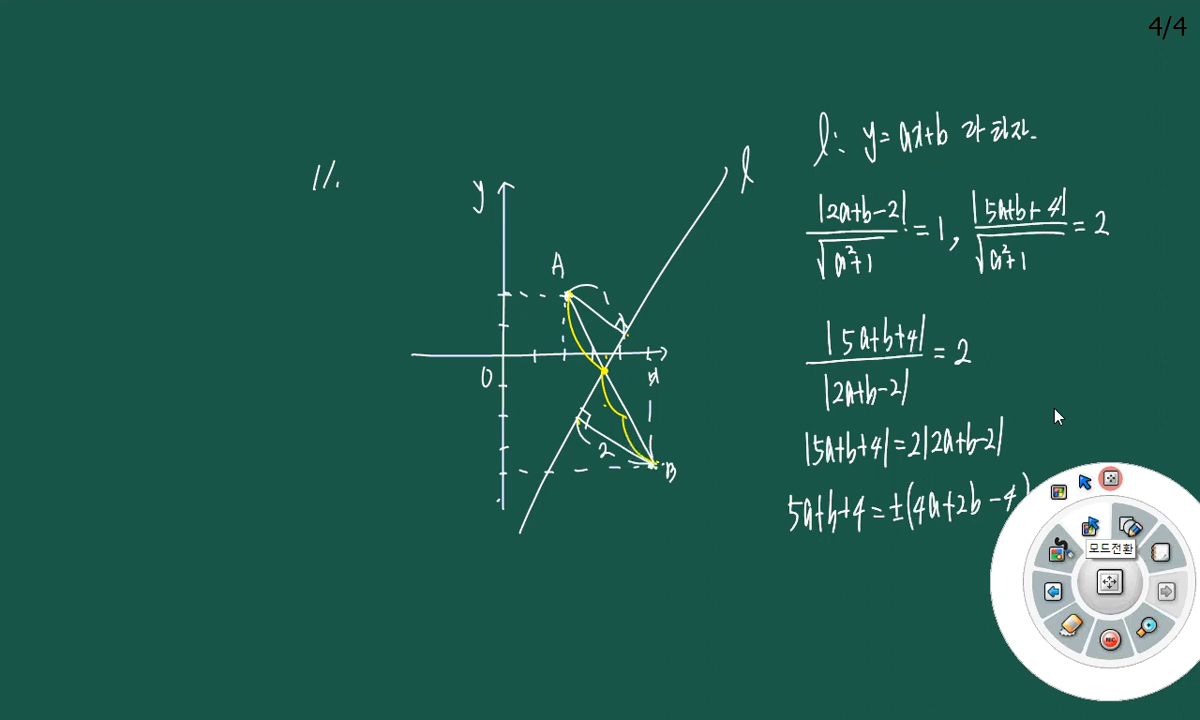 4/4
11.
y
l
A
1
O
2
B
l: y=ax+b 라 하자.
|2a+b-2| / √(a²+1) = 1, |5a+b+4| / √(a²+1) = 2
|5a+b+4| / |2a+b-2| = 2
|5a+b+4| = 2|2a+b-2|
5a+b+4 = ±(4a+2b-4)
모드전환
REC